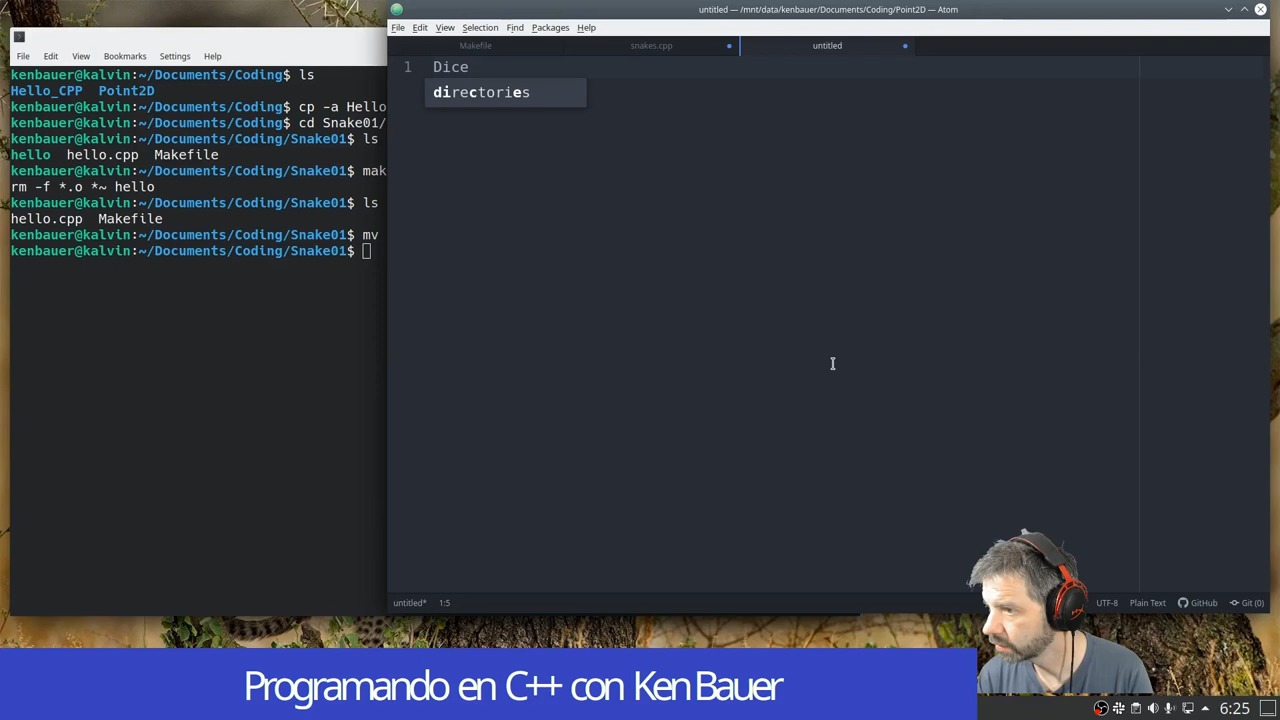 File Edit View Bookmarks Settings Help
kenbauer@kalvin:~/Documents/Coding$ ls
Hello_CPP Point2D
kenbauer@kalvin:~/Documents/Coding$ cp -a Hello
kenbauer@kalvin:~/Documents/Coding$ cd Snake01/
kenbauer@kalvin:~/Documents/Coding/Snake01$ ls
hello hello.cpp Makefile
kenbauer@kalvin:~/Documents/Coding/Snake01$ mak
rm -f *.o *~ hello
kenbauer@kalvin:~/Documents/Coding/Snake01$ ls
hello.cpp Makefile
kenbauer@kalvin:~/Documents/Coding/Snake01$ mv
kenbauer@kalvin:~/Documents/Coding/Snake01$
untitled — /mnt/data/kenbauer/Documents/Coding/Point2D — Atom
File Edit View Selection Find Packages Help
Makefile snakes.cpp untitled
1 Dice
directories
untitled* 1:5 UTF-8 Plain Text GitHub Git (0)
Programando en C++ con Ken Bauer
6:25